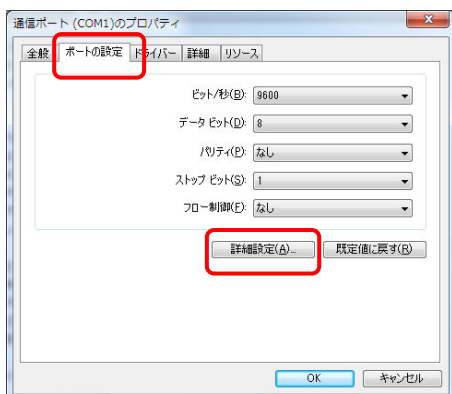 通信ポート (COM1)のプロパティ
全般 ポートの設定 ドライバー 詳細 リソース
ビット/秒(B): 9600
データ ビット(D): 8
パリティ(P): なし
ストップ ビット(S): 1
フロー制御(F): なし
詳細設定(A)... 既定値に戻す(R)
OK キャンセル